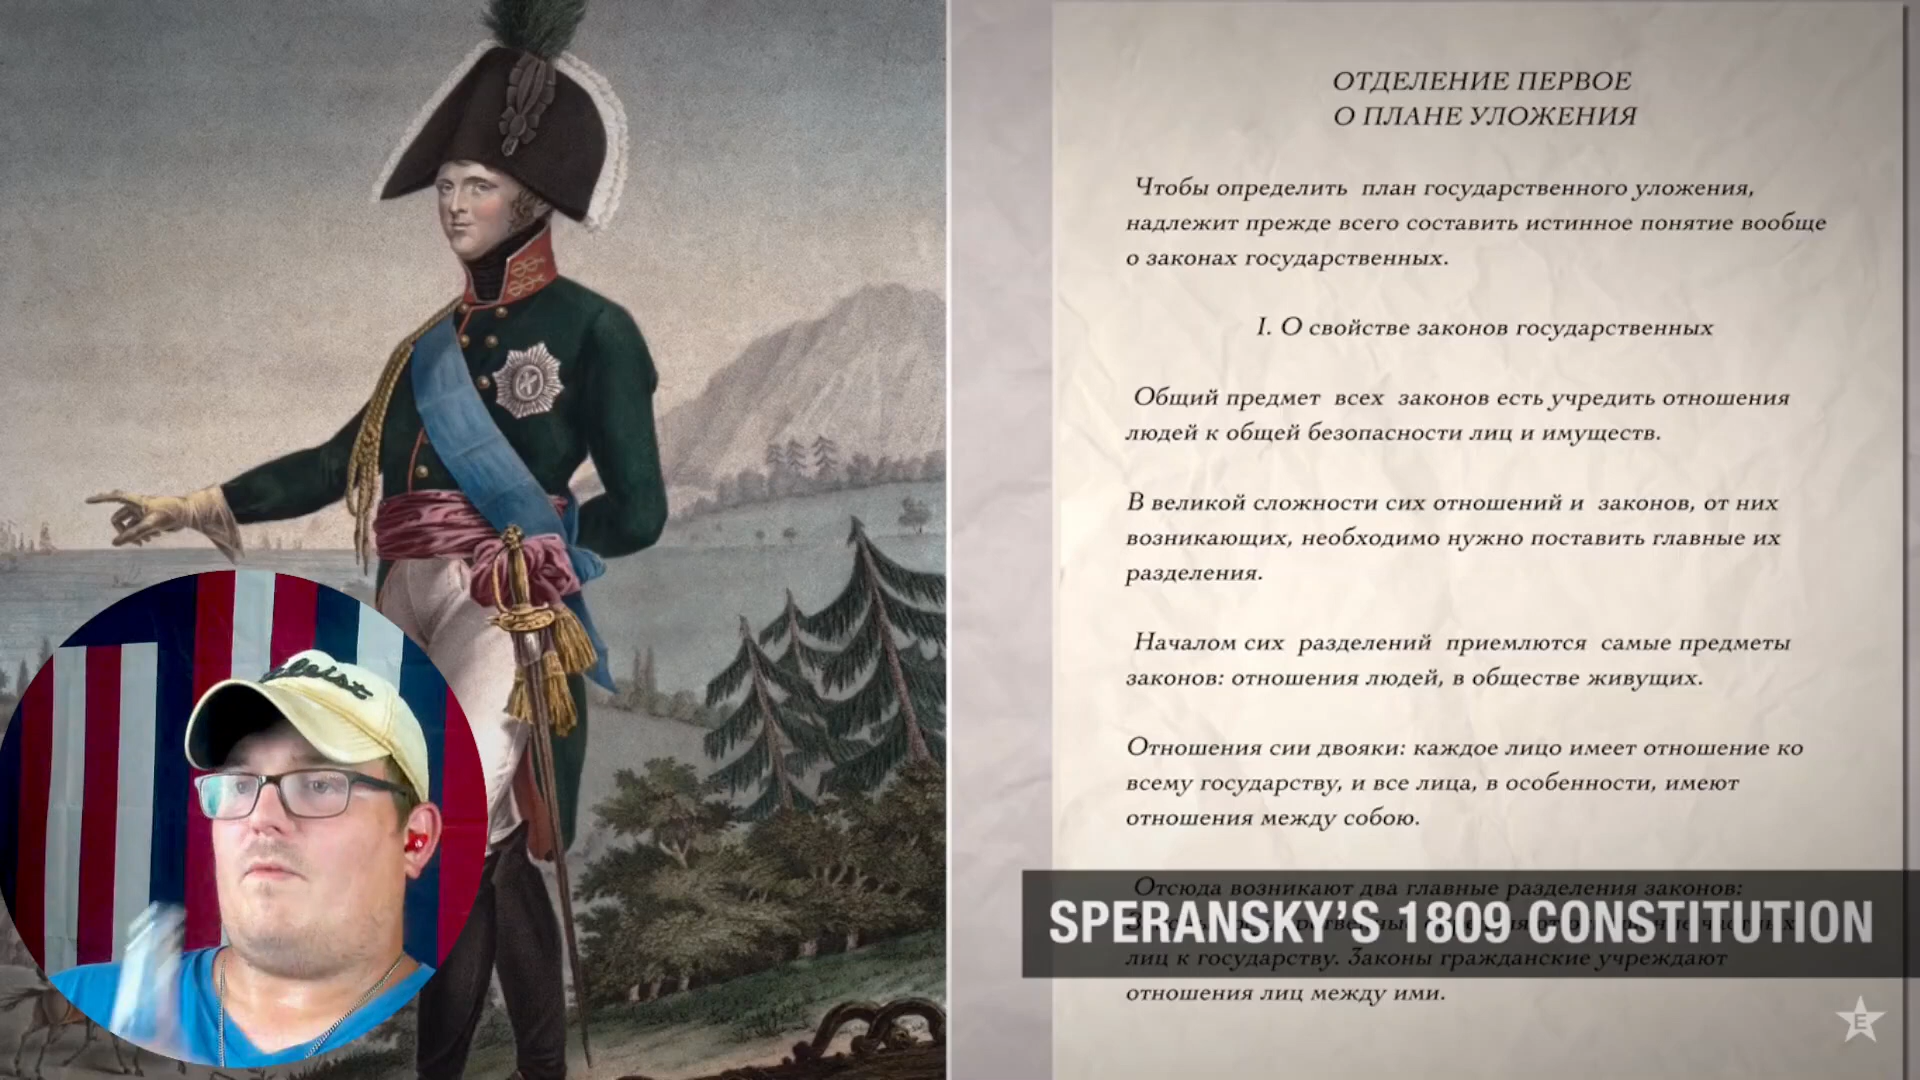 ОТДЕЛЕНИЕ ПЕРВОЕ
О ПЛАНЕ УЛОЖЕНИЯ
Чтобы определить план государственного уложения,
надлежит прежде всего составить истинное понятие вообще
о законах государственных.
I. О свойстве законов государственных
Общий предмет всех законов есть учредить отношения
людей к общей безопасности лиц и имуществ.
В великой сложности сих отношений и законов, от них
возникающих, необходимо нужно поставить главные их
разделения.
Началом сих разделений приемлются самые предметы
законов: отношения людей, в обществе живущих.
Отношения сии двояки: каждое лицо имеет отношение ко
всему государству, и все лица, в особенности, имеют
отношения между собою.
Отсюда возникают два главные разделения законов:
SPERANSKY'S 1809 CONSTITUTION
лиц к государству. Законы гражданские учреждают
отношения лиц между ими.
E